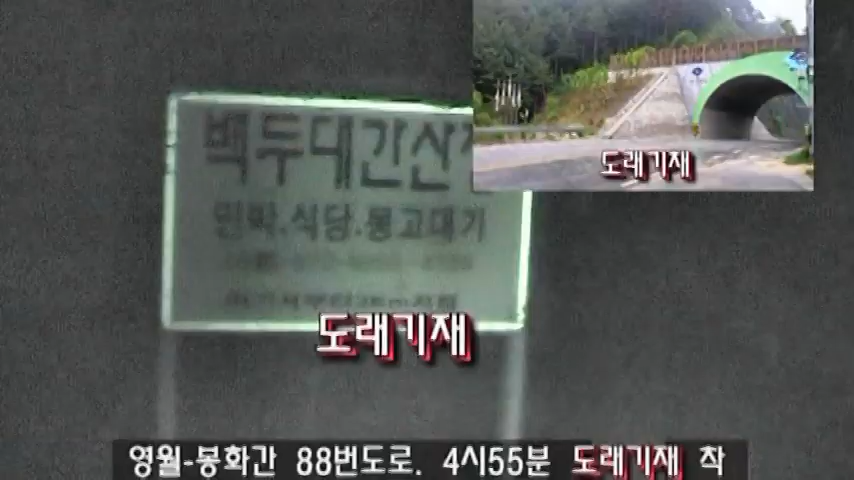 백두대간산
민박.식당.몽고대기
도래기재
도래기재
영월-봉화간 88번도로. 4시55분 도래기재 착